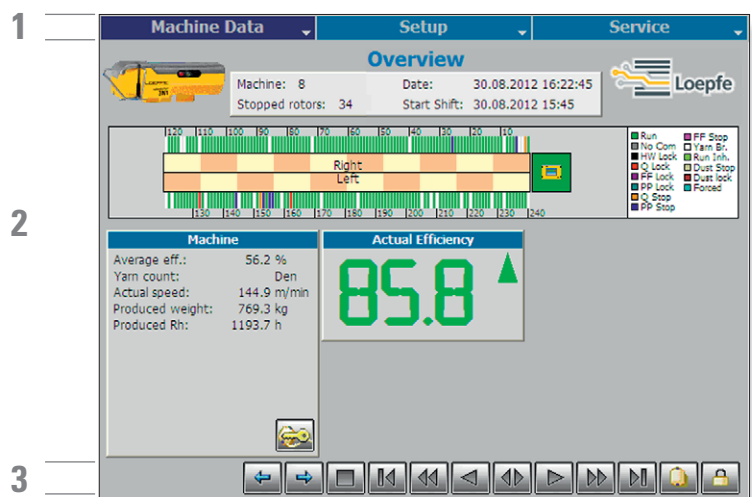 1
Machine Data Setup Service
Overview
Machine: 8 Date: 30.08.2012 16:22:45
Stopped rotors: 34 Start Shift: 30.08.2012 15:45
Loepfe
120 110 100 90 80 70 60 50 40 30 20 10
Right
Left
130 140 150 160 170 180 190 200 210 220 230 240
Run FF Stop
No Com Yarn Br.
HW Lock Run Inh.
Q Lock Dust Stop
FF Lock Dust lock
PP Lock Forced
Q Stop
PP Stop
2
Machine
Average eff.: 56.2 %
Yarn count: Den
Actual speed: 144.9 m/min
Produced weight: 769.3 kg
Produced Rh: 1193.7 h
Actual Efficiency
85.8
3